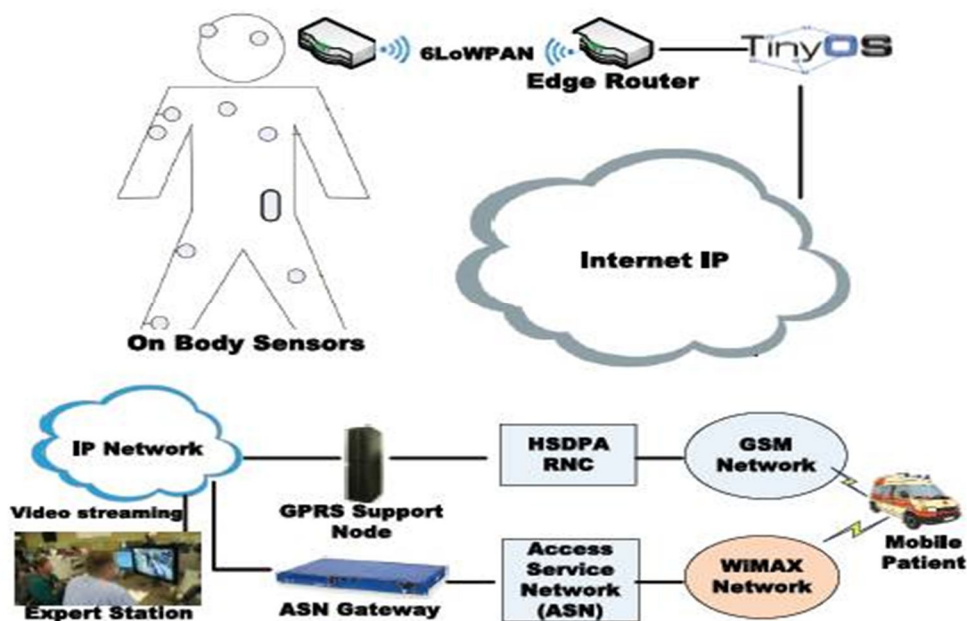 6LoWPAN
Edge Router
TinyOS
Internet IP
On Body Sensors
IP Network
Video streaming
Expert Station
GPRS Support
Node
HSDPA
RNC
GSM
Network
Mobile
Patient
ASN Gateway
Access
Service
Network
(ASN)
WiMAX
Network